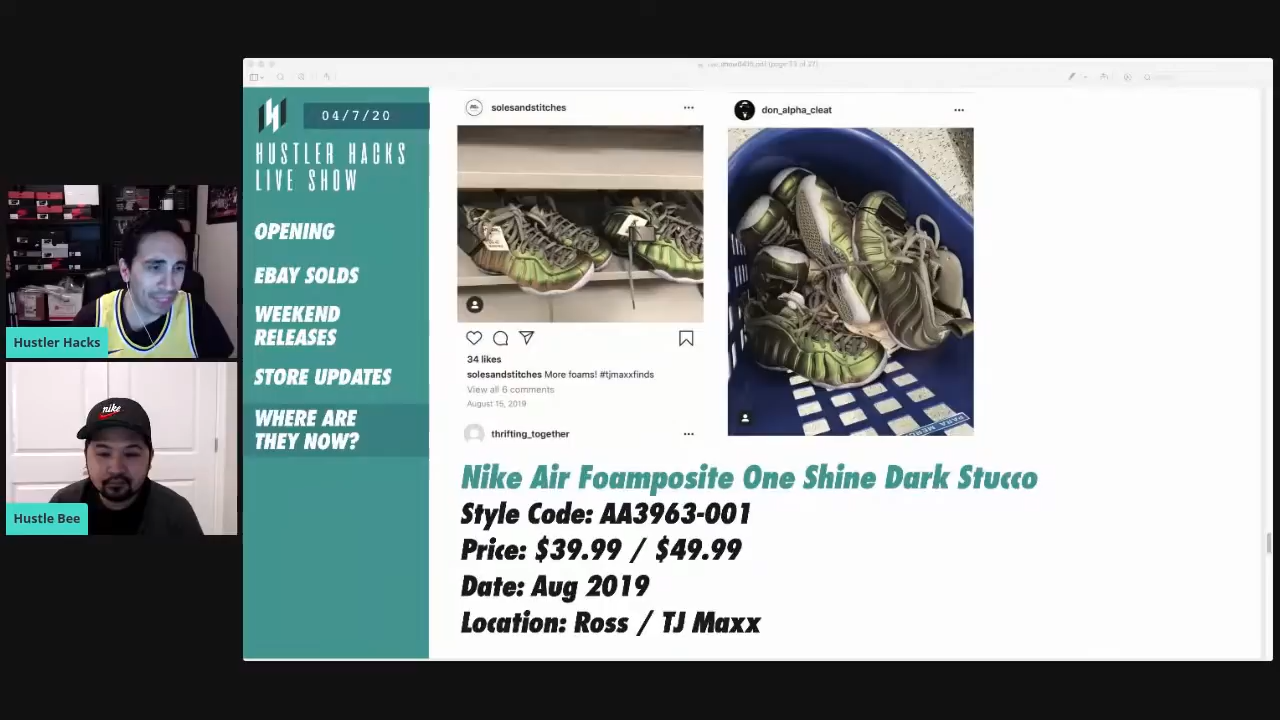 04/7/20
HUSTLER HACKS
LIVE SHOW
OPENING
EBAY SOLDS
WEEKEND
RELEASES
STORE UPDATES
WHERE ARE
THEY NOW?
Hustler Hacks
nike
Hustle Bee
solesandstitches
34 likes
solesandstitches More foams! #tjmaxxfinds
View all 6 comments
August 15, 2019
thrifting_together
don_alpha_cleat
Nike Air Foamposite One Shine Dark Stucco
Style Code: AA3963-001
Price: $39.99 / $49.99
Date: Aug 2019
Location: Ross / TJ Maxx